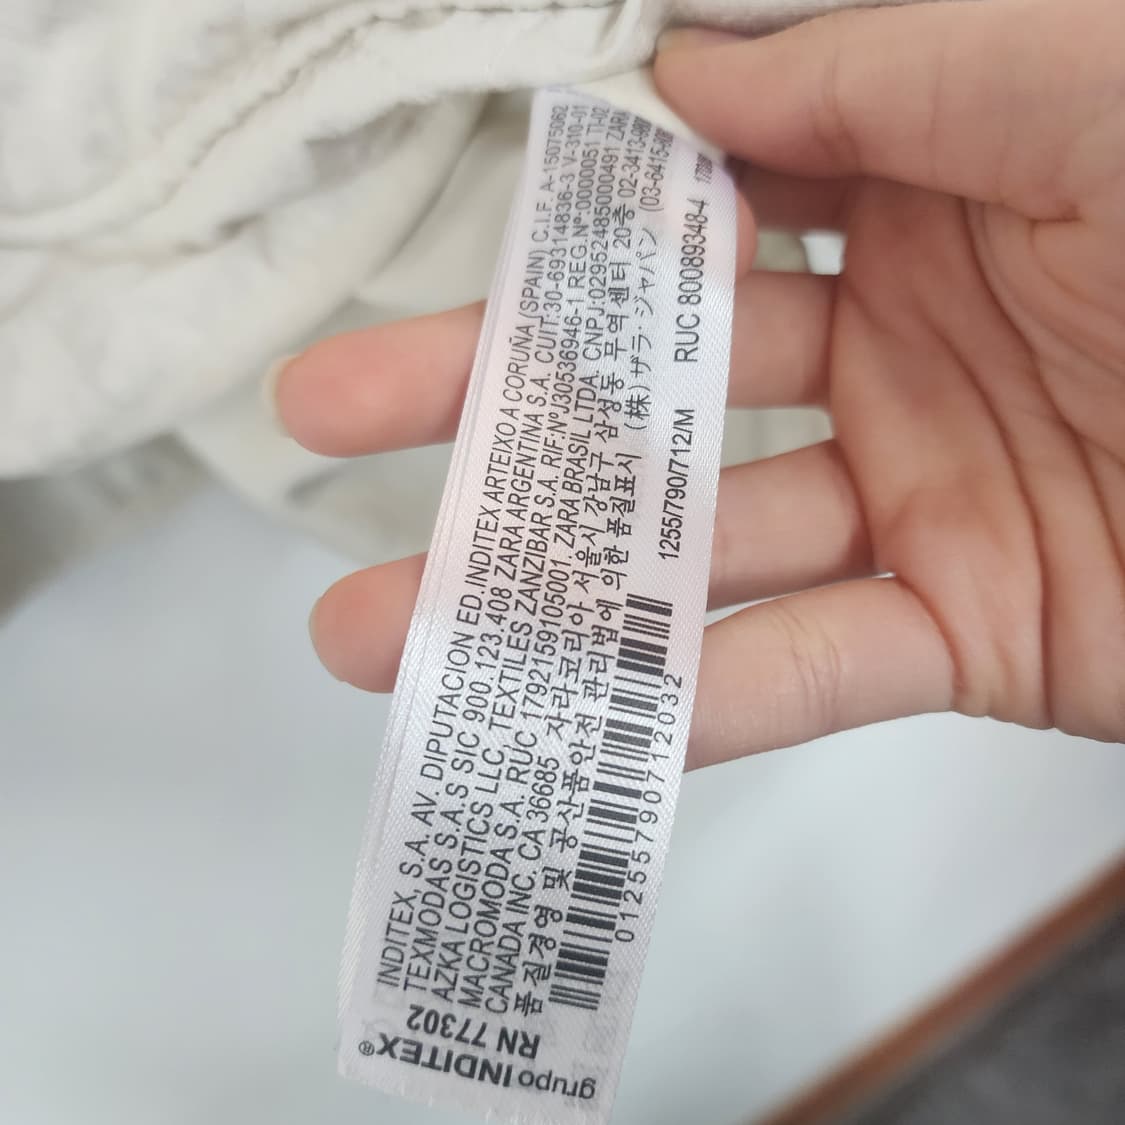 grupo INDITEX®
RN 77302
INDITEX, S.A. AV. DIPUTACION ED.INDITEX ARTEIXO A CORUÑA (SPAIN) C.I.F. A-15075062
TEXMODAS S.A.S SIC 900.123.408 ZARA ARGENTINA S.A. CUIT:30-69314836-3 V-310-01
AZKA LOGISTICS LLC, TEXTILES ZANZIBAR S.A. RIF:Nº J30536946-1 REG.Nº:0000051 TI-02
MACROMODA S.A. RUC 1792159105001. ZARA BRASIL LTDA. CNPJ:02952485000491 ZARA
CANADA INC. CA 36685 자라코리아 서울시 강남구 삼성동 무역센터 20층 02-3413-
품질경영 및 공산품안전 관리법에 의한 품질표시 (株)ザラ・ジャパン (03-6415-
1255/790/712/M RUC 80089348-4
01255790712032